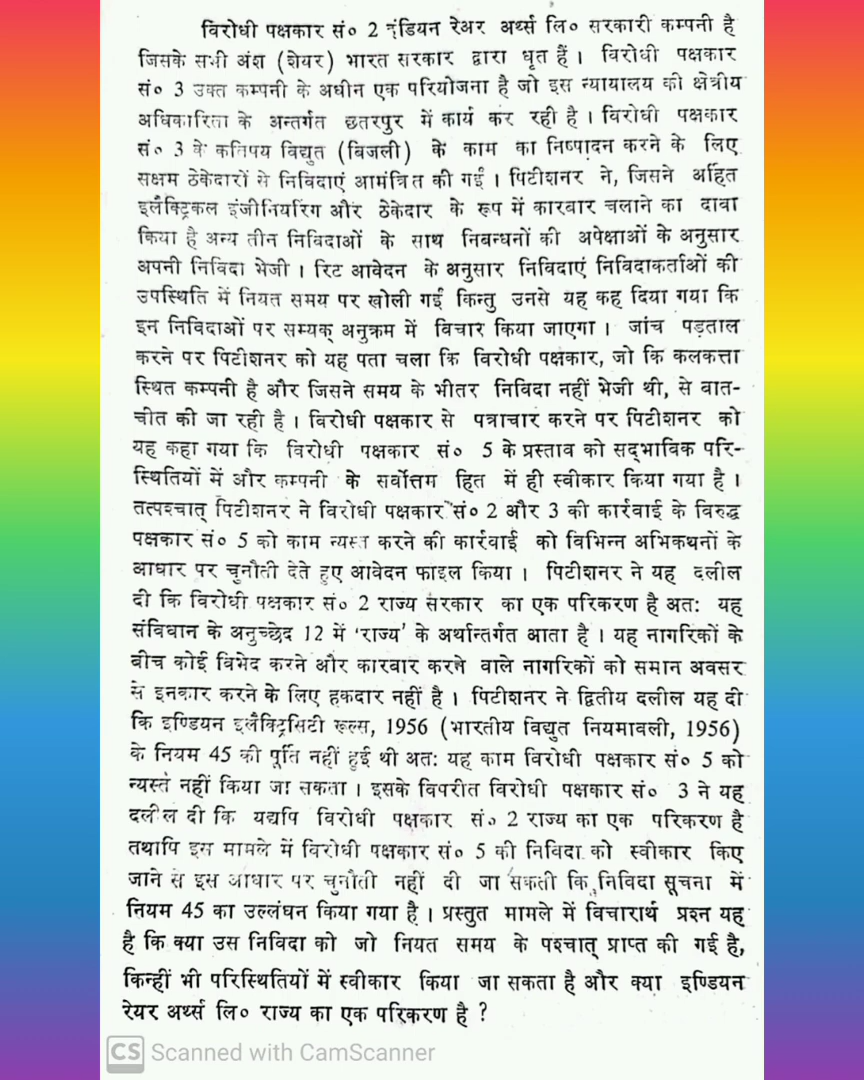 विरोधी पक्षकार सं० 2 इंडियन रेअर अर्थ्स लि० सरकारी कम्पनी है
जिसके सभी अंश (शेयर) भारत सरकार द्वारा धृत हैं । विरोधी पक्षकार
सं० 3 उक्त कम्पनी के अधीन एक परियोजना है जो इस न्यायालय की क्षेत्रीय
अधिकारिता के अन्तर्गत छतरपुर में कार्य कर रही है । विरोधी पक्षकार
सं० 3 के कतिपय विद्युत (बिजली) के काम का निष्पादन करने के लिए
सक्षम ठेकेदारों से निविदाएं आमंत्रित की गईं । पिटीशनर ने, जिसने अर्हित
इलैक्ट्रिकल इंजीनियरिंग और ठेकेदार के रूप में कारबार चलाने का दावा
किया है अन्य तीन निविदाओं के साथ निबन्धनों की अपेक्षाओं के अनुसार
अपनी निविदा भेजी । रिट आवेदन के अनुसार निविदाएं निविदाकर्ताओं की
उपस्थिति में नियत समय पर खोली गईं किन्तु उनसे यह कह दिया गया कि
इन निविदाओं पर सम्यक् अनुक्रम में विचार किया जाएगा । जांच पड़ताल
करने पर पिटीशनर को यह पता चला कि विरोधी पक्षकार, जो कि कलकत्ता
स्थित कम्पनी है और जिसने समय के भीतर निविदा नहीं भेजी थी, से बात-
चीत की जा रही है । विरोधी पक्षकार से पत्राचार करने पर पिटीशनर को
यह कहा गया कि विरोधी पक्षकार सं० 5 के प्रस्ताव को सद्भाविक परि-
स्थितियों में और कम्पनी के सर्वोत्तम हित में ही स्वीकार किया गया है ।
तत्पश्चात् पिटीशनर ने विरोधी पक्षकार सं० 2 और 3 की कार्रवाई के विरुद्ध
पक्षकार सं० 5 को काम न्यस्त करने की कार्रवाई को विभिन्न अभिकथनों के
आधार पर चुनौती देते हुए आवेदन फाइल किया । पिटीशनर ने यह दलील
दी कि विरोधी पक्षकार सं० 2 राज्य सरकार का एक परिकरण है अतः यह
संविधान के अनुच्छेद 12 में ‘राज्य’ के अर्थान्तर्गत आता है । यह नागरिकों के
बीच कोई विभेद करने और कारबार करने वाले नागरिकों को समान अवसर
से इनकार करने के लिए हकदार नहीं है । पिटीशनर ने द्वितीय दलील यह दी
कि इण्डियन इलैक्ट्रिसिटी रूल्स, 1956 (भारतीय विद्युत नियमावली, 1956)
के नियम 45 की पूर्ति नहीं हुई थी अतः यह काम विरोधी पक्षकार सं० 5 को
न्यस्त नहीं किया जा सकता । इसके विपरीत विरोधी पक्षकार सं० 3 ने यह
दलील दी कि यद्यपि विरोधी पक्षकार सं० 2 राज्य का एक परिकरण है
तथापि इस मामले में विरोधी पक्षकार सं० 5 की निविदा को स्वीकार किए
जाने से इस आधार पर चुनौती नहीं दी जा सकती कि निविदा सूचना में
नियम 45 का उल्लंघन किया गया है । प्रस्तुत मामले में विचारार्थ प्रश्न यह
है कि क्या उस निविदा को जो नियत समय के पश्चात् प्राप्त की गई है,
किन्हीं भी परिस्थितियों में स्वीकार किया जा सकता है और क्या इण्डियन
रेयर अर्थ्स लि० राज्य का एक परिकरण है ?
CS Scanned with CamScanner